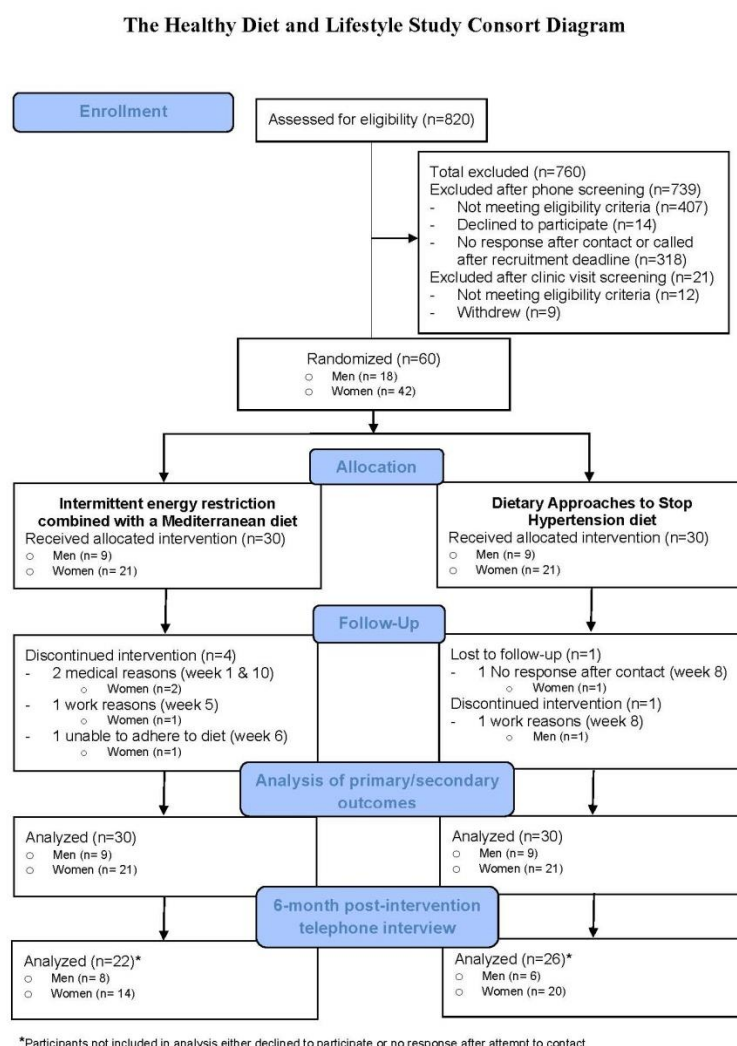 The Healthy Diet and Lifestyle Study Consort Diagram
Enrollment
Assessed for eligibility (n=820)
Total excluded (n=760)
Excluded after phone screening (n=739)
- Not meeting eligibility criteria (n=407)
- Declined to participate (n=14)
- No response after contact or called
after recruitment deadline (n=318)
Excluded after clinic visit screening (n=21)
- Not meeting eligibility criteria (n=12)
- Withdrew (n=9)
Randomized (n=60)
○ Men (n= 18)
○ Women (n= 42)
Allocation
Intermittent energy restriction
combined with a Mediterranean diet
Received allocated intervention (n=30)
○ Men (n= 9)
○ Women (n= 21)
Dietary Approaches to Stop
Hypertension diet
Received allocated intervention (n=30)
○ Men (n= 9)
○ Women (n= 21)
Follow-Up
Discontinued intervention (n=4)
- 2 medical reasons (week 1 & 10)
○ Women (n=2)
- 1 work reasons (week 5)
○ Women (n=1)
- 1 unable to adhere to diet (week 6)
○ Women (n=1)
Lost to follow-up (n=1)
- 1 No response after contact (week 8)
○ Women (n=1)
Discontinued intervention (n=1)
- 1 work reasons (week 8)
○ Men (n=1)
Analysis of primary/secondary
outcomes
Analyzed (n=30)
○ Men (n= 9)
○ Women (n= 21)
Analyzed (n=30)
○ Men (n= 9)
○ Women (n= 21)
6-month post-intervention
telephone interview
Analyzed (n=22)*
○ Men (n= 8)
○ Women (n= 14)
Analyzed (n=26)*
○ Men (n= 6)
○ Women (n= 20)
*Participants not included in analysis either declined to participate or no response after attempt to contact